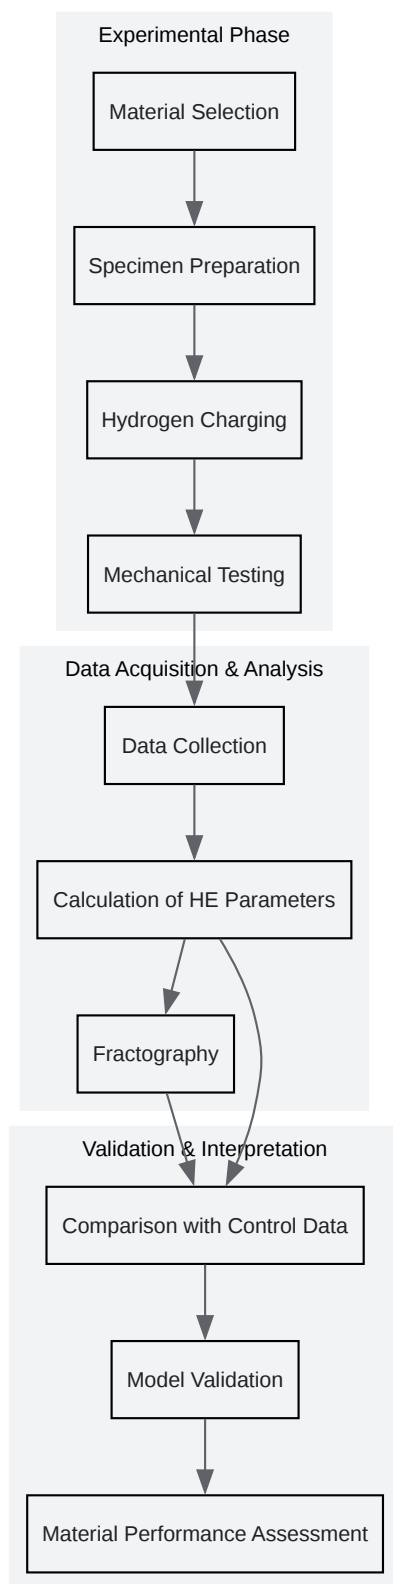 Experimental Phase
Material Selection
Specimen Preparation
Hydrogen Charging
Mechanical Testing
Data Acquisition & Analysis
Data Collection
Calculation of HE Parameters
Fractography
Validation & Interpretation
Comparison with Control Data
Model Validation
Material Performance Assessment